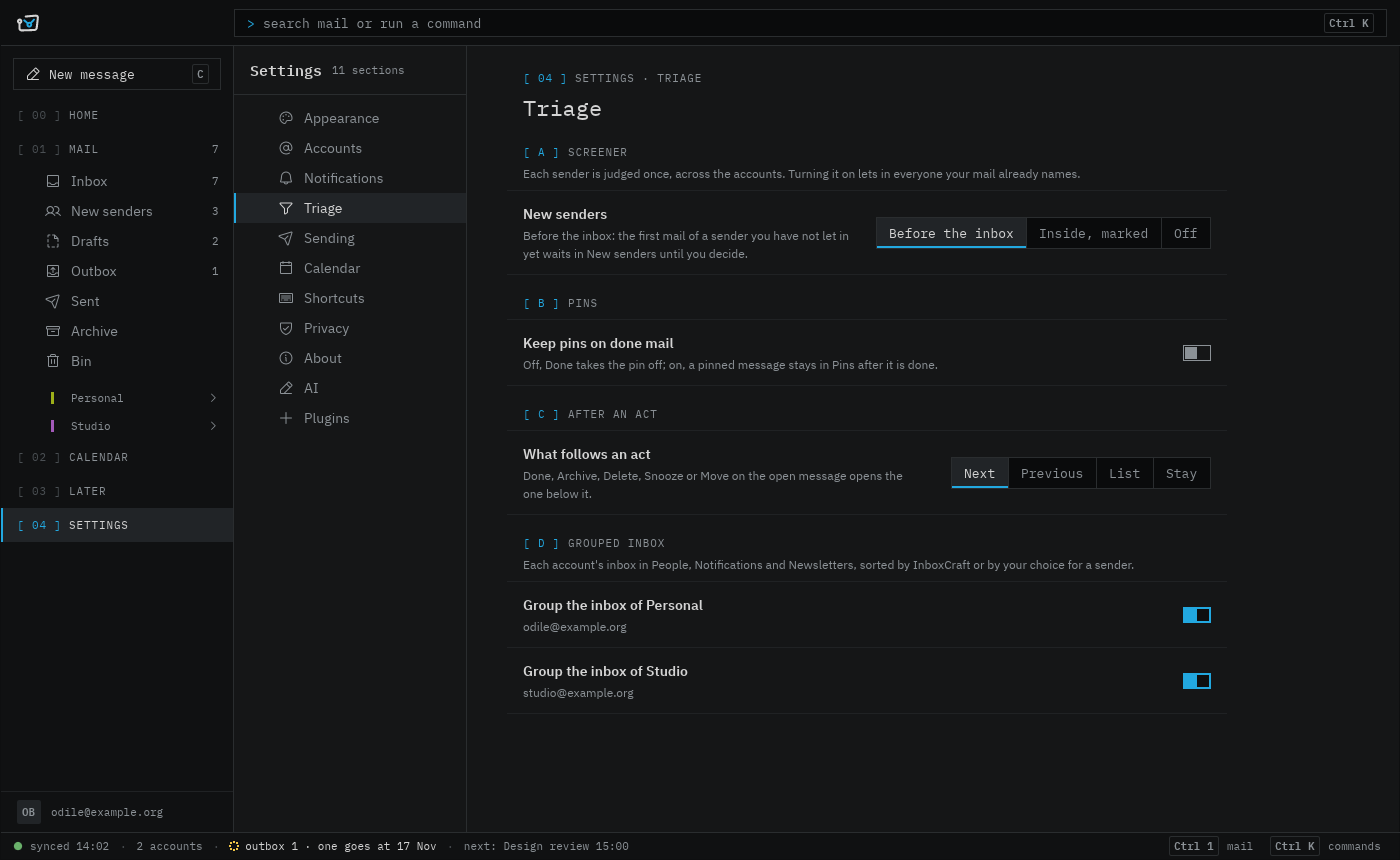 > search mail or run a command
Ctrl K
New message
C
[ 00 ] HOME
[ 01 ] MAIL 7
Inbox 7
New senders 3
Drafts 2
Outbox 1
Sent
Archive
Bin
Personal
Studio
[ 02 ] CALENDAR
[ 03 ] LATER
[ 04 ] SETTINGS
OB odile@example.org
Settings 11 sections
Appearance
Accounts
Notifications
Triage
Sending
Calendar
Shortcuts
Privacy
About
AI
Plugins
[ 04 ] SETTINGS · TRIAGE
Triage
[ A ] SCREENER
Each sender is judged once, across the accounts. Turning it on lets in everyone your mail already names.
New senders
Before the inbox: the first mail of a sender you have not let in
yet waits in New senders until you decide.
Before the inbox Inside, marked Off
[ B ] PINS
Keep pins on done mail
Off, Done takes the pin off; on, a pinned message stays in Pins after it is done.
[ C ] AFTER AN ACT
What follows an act
Done, Archive, Delete, Snooze or Move on the open message opens the
one below it.
Next Previous List Stay
[ D ] GROUPED INBOX
Each account's inbox in People, Notifications and Newsletters, sorted by InboxCraft or by your choice for a sender.
Group the inbox of Personal
odile@example.org
Group the inbox of Studio
studio@example.org
synced 14:02 · 2 accounts · outbox 1 · one goes at 17 Nov · next: Design review 15:00
Ctrl 1 mail Ctrl K commands